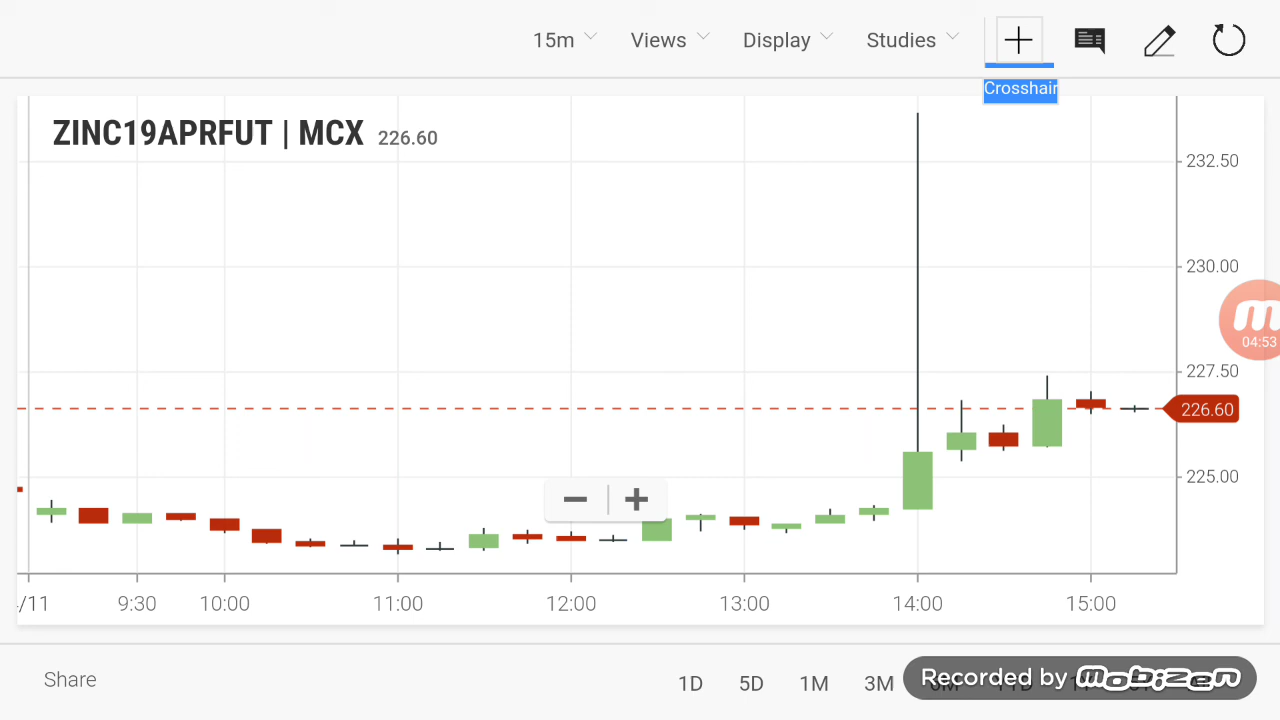 15m Views Display Studies
Crosshair
ZINC19APRFUT | MCX 226.60
232.50
230.00
04:53
227.50
226.60
225.00
/11 9:30 10:00 11:00 12:00 13:00 14:00 15:00
Share 1D 5D 1M 3M
Recorded by mobizen